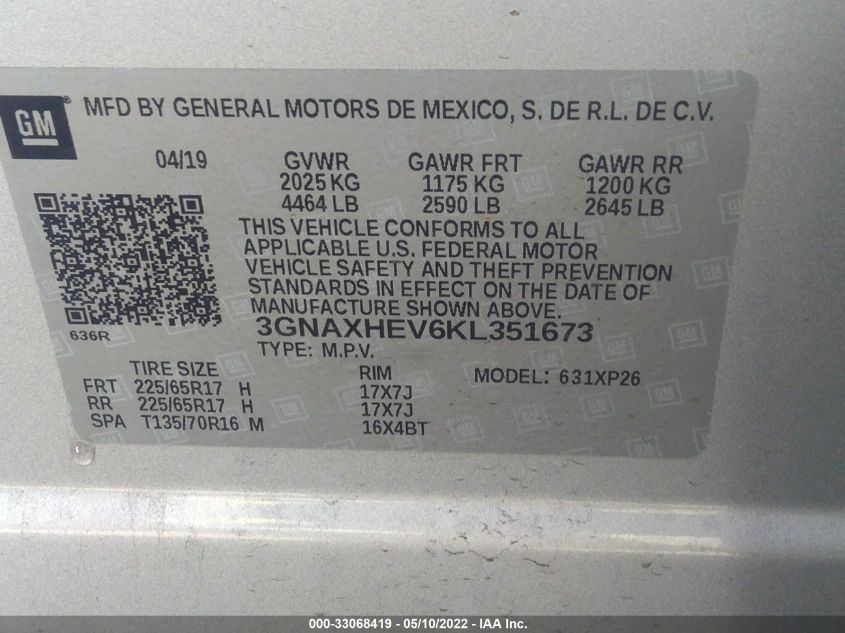 GM
MFD BY GENERAL MOTORS DE MEXICO, S. DE R.L. DE C.V.
04/19 GVWR GAWR FRT GAWR RR
2025 KG 1175 KG 1200 KG
4464 LB 2590 LB 2645 LB
THIS VEHICLE CONFORMS TO ALL
APPLICABLE U.S. FEDERAL MOTOR
VEHICLE SAFETY AND THEFT PREVENTION
STANDARDS IN EFFECT ON THE DATE OF
MANUFACTURE SHOWN ABOVE.
636R
3GNAXHEV6KL351673
TYPE: M.P.V.
TIRE SIZE RIM MODEL: 631XP26
FRT 225/65R17 H 17X7J
RR 225/65R17 H 17X7J
SPA T135/70R16 M 16X4BT
000-33068419 - 05/10/2022 - IAA Inc.